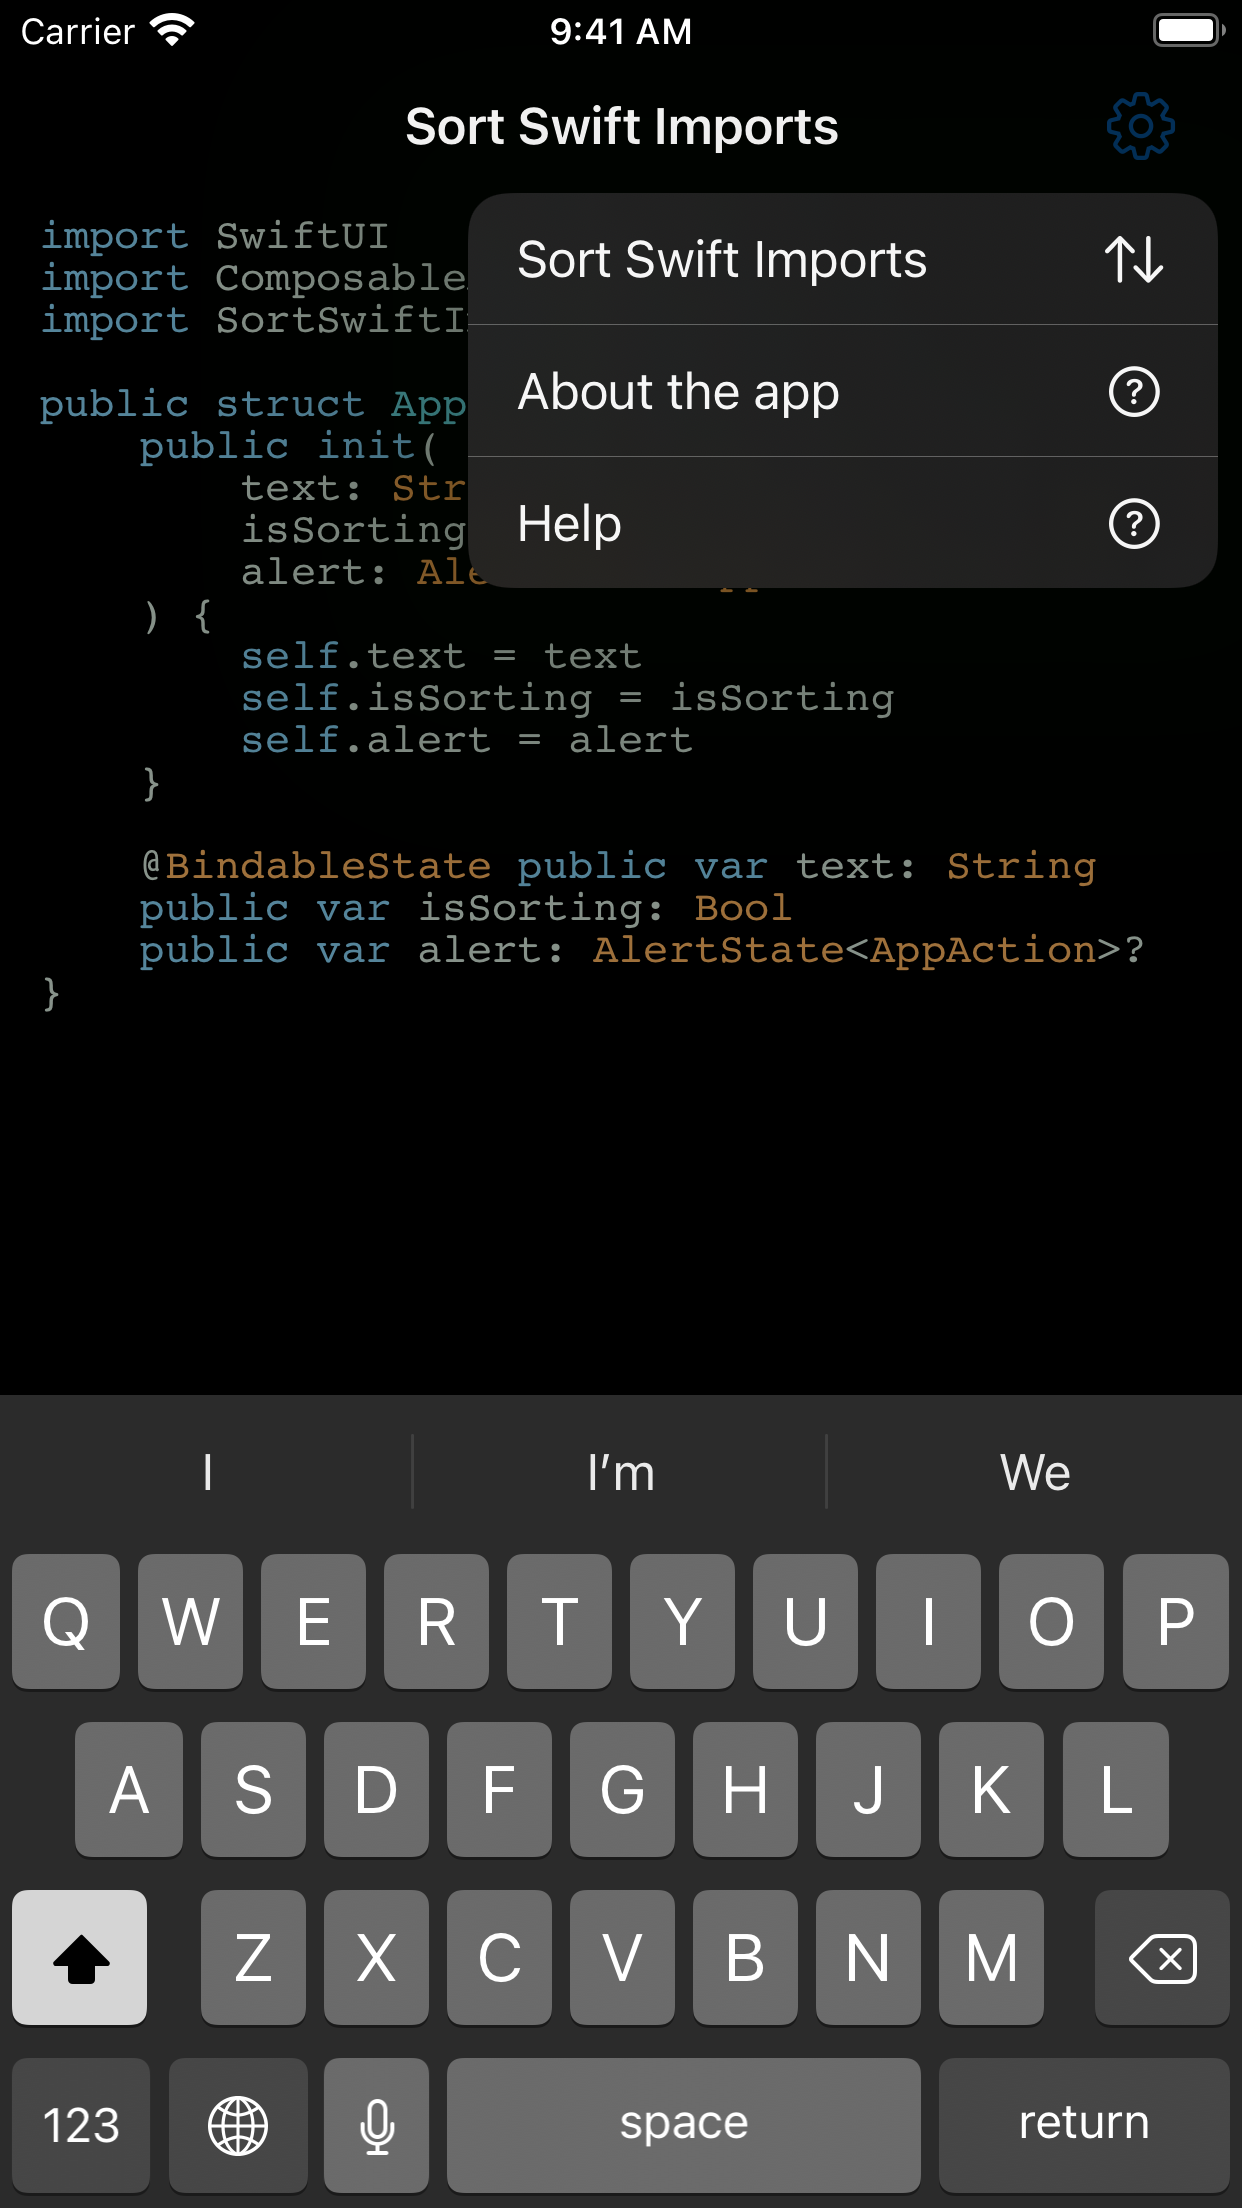 Carrier 9:41 AM
Sort Swift Imports
import SwiftUI
import Composable
import SortSwiftI
public struct App
public init(
text: Str
isSorting
alert: Ale
) {
self.text = text
self.isSorting = isSorting
self.alert = alert
}
@BindableState public var text: String
public var isSorting: Bool
public var alert: AlertState<AppAction>?
}
Sort Swift Imports
About the app
Help
I I’m We
Q W E R T Y U I O P
A S D F G H J K L
Z X C V B N M
123 space return